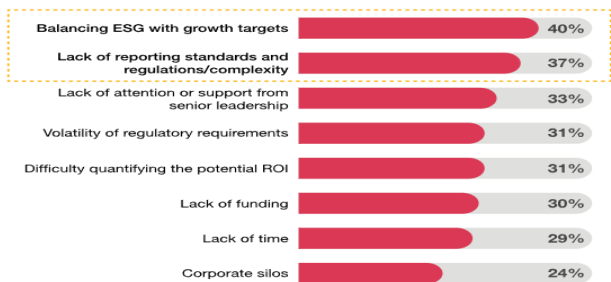 Balancing ESG with growth targets 40%
Lack of reporting standards and
regulations/complexity 37%
Lack of attention or support from
senior leadership 33%
Volatility of regulatory requirements 31%
Difficulty quantifying the potential ROI 31%
Lack of funding 30%
Lack of time 29%
Corporate silos 24%